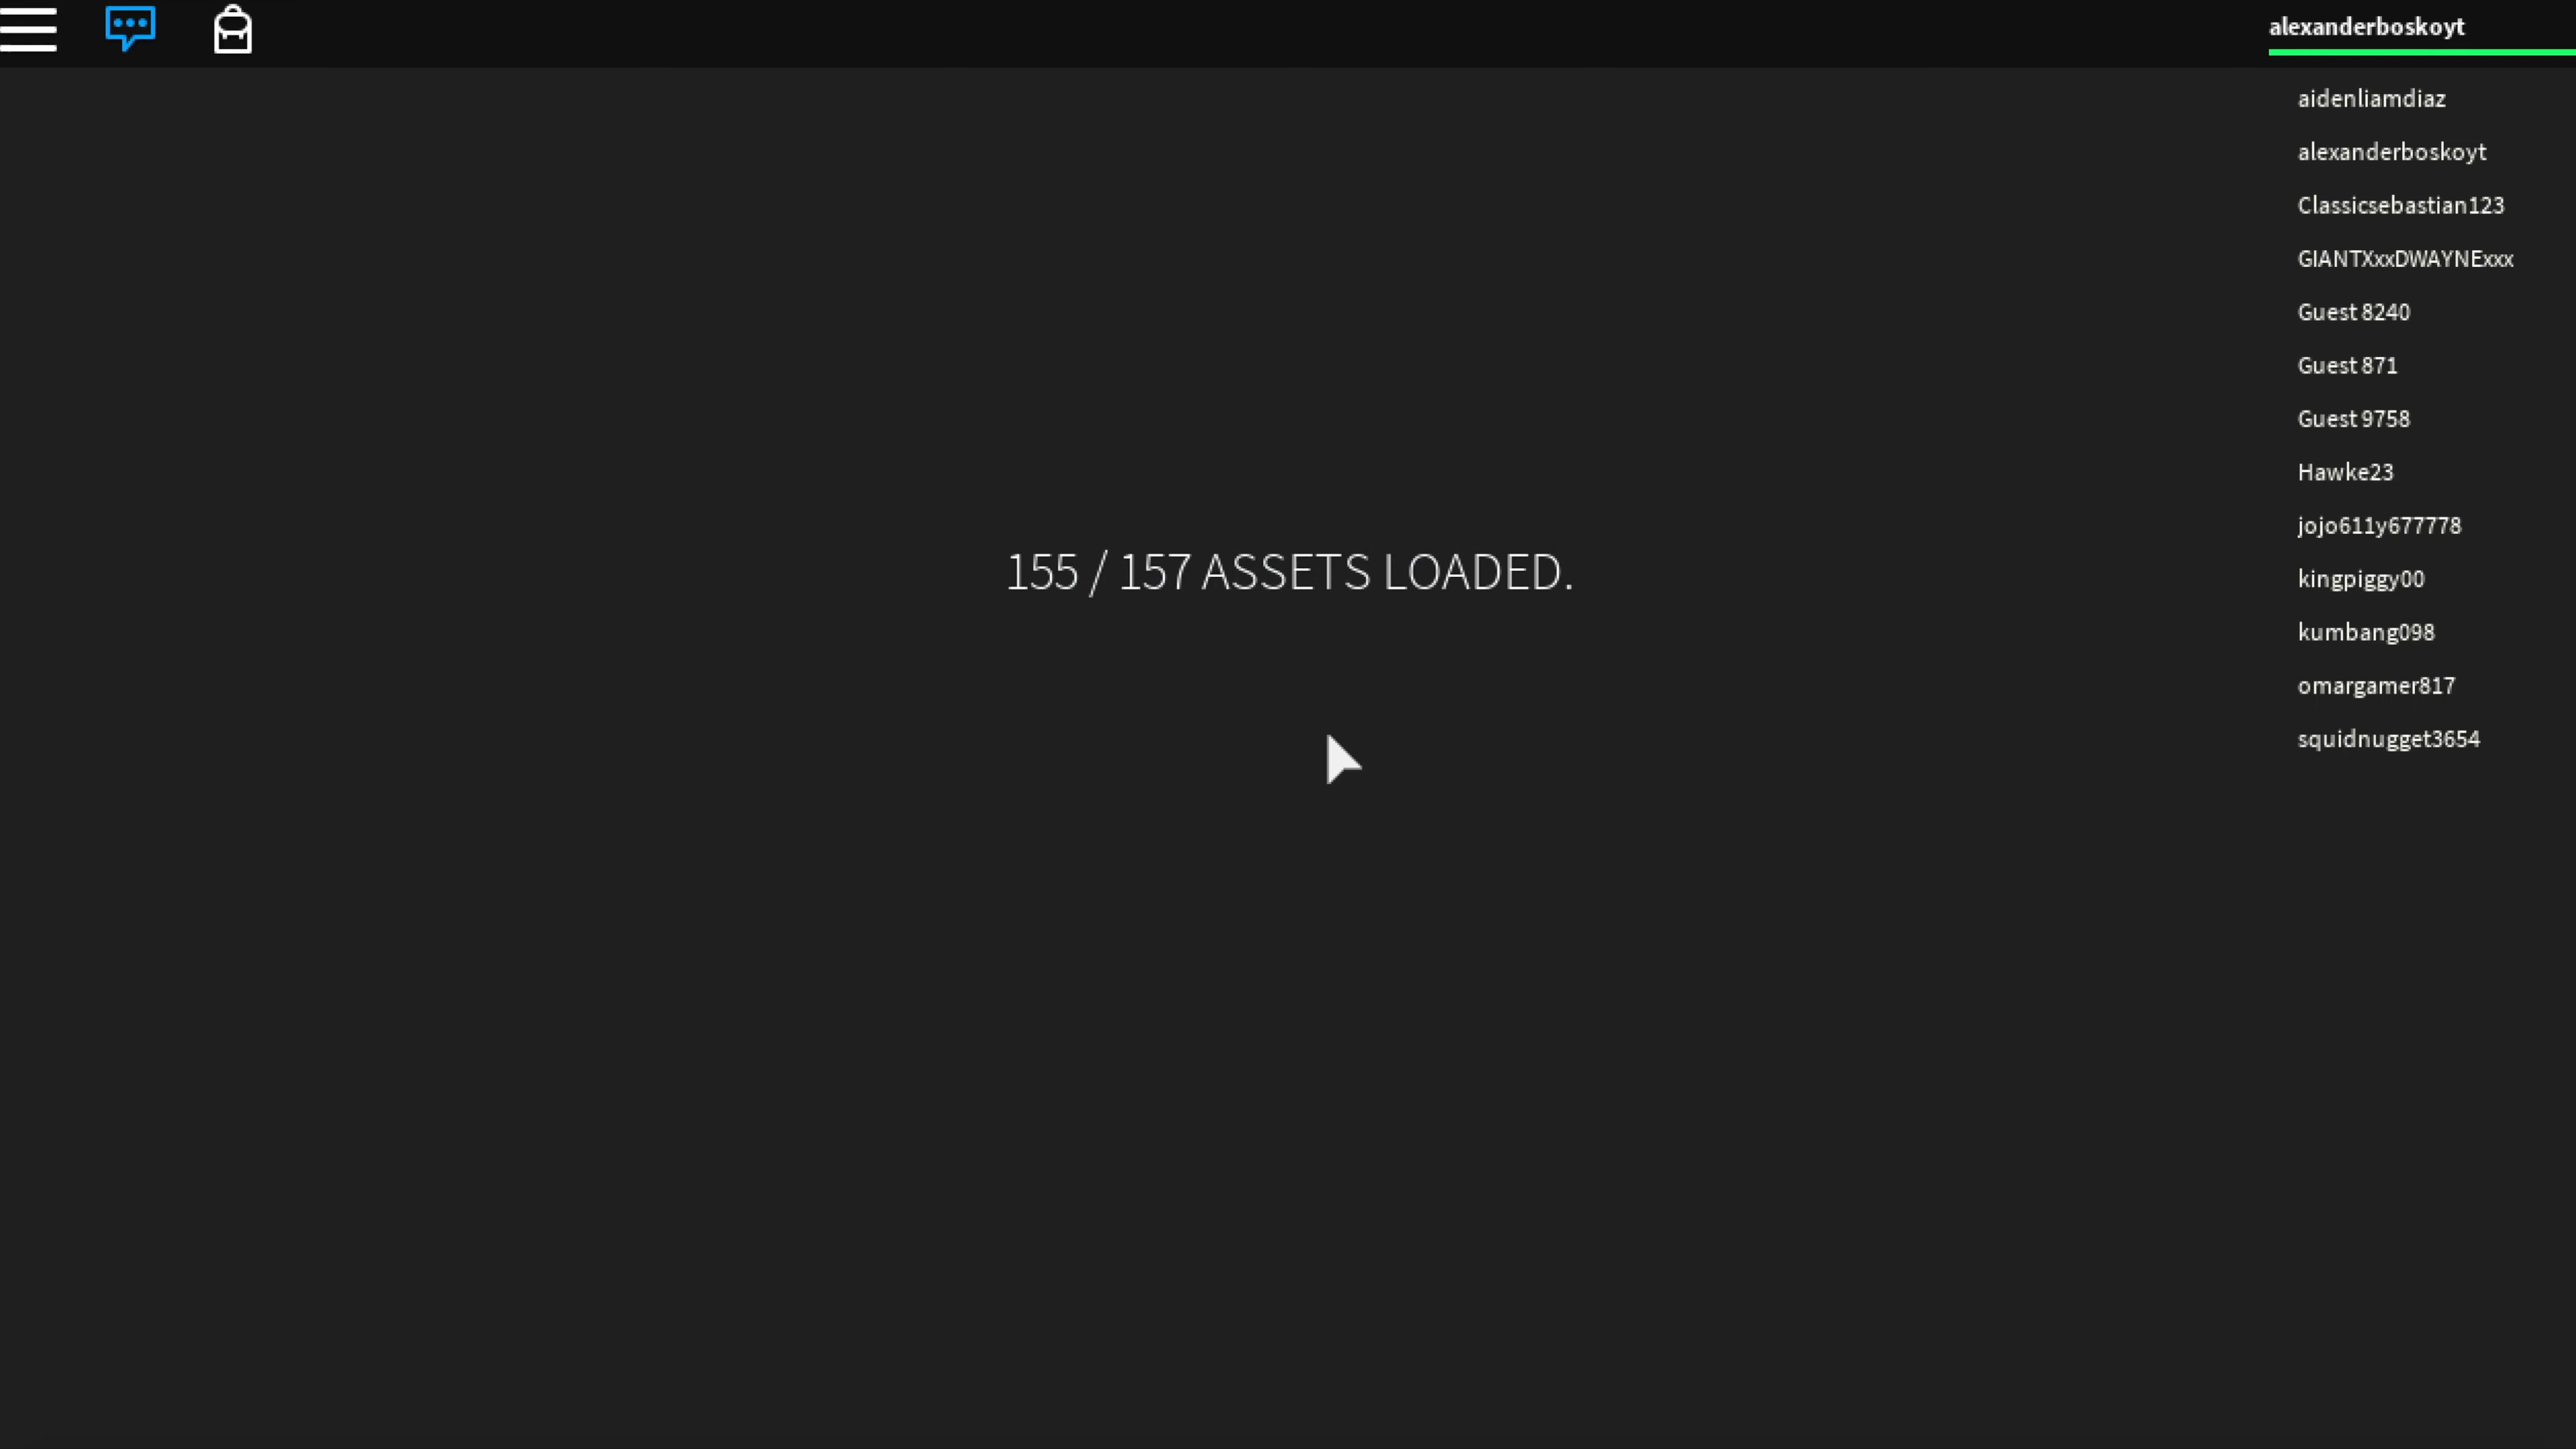 alexanderboskoyt
aidenliamdiaz
alexanderboskoyt
Classicsebastian123
GIANTXxxDWAYNExxx
Guest 8240
Guest 871
Guest 9758
Hawke23
jojo611y677778
kingpiggy00
kumbang098
omargamer817
squidnugget3654
155 / 157 ASSETS LOADED.